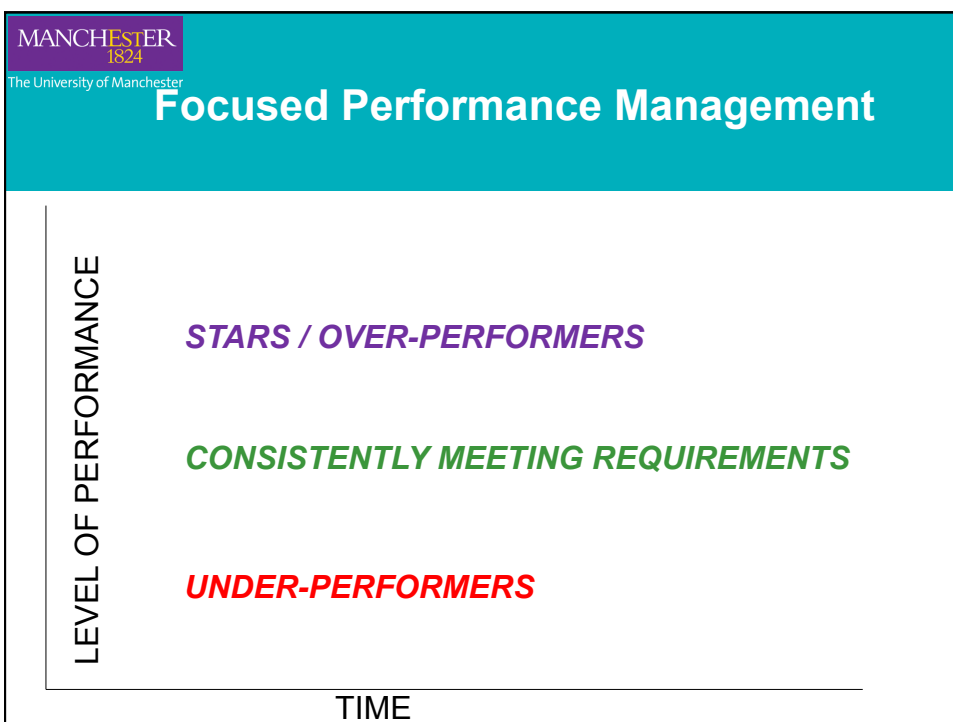 MANCHESTER
1824
The University of Manchester
Focused Performance Management
LEVEL OF PERFORMANCE
STARS / OVER-PERFORMERS
CONSISTENTLY MEETING REQUIREMENTS
UNDER-PERFORMERS
TIME